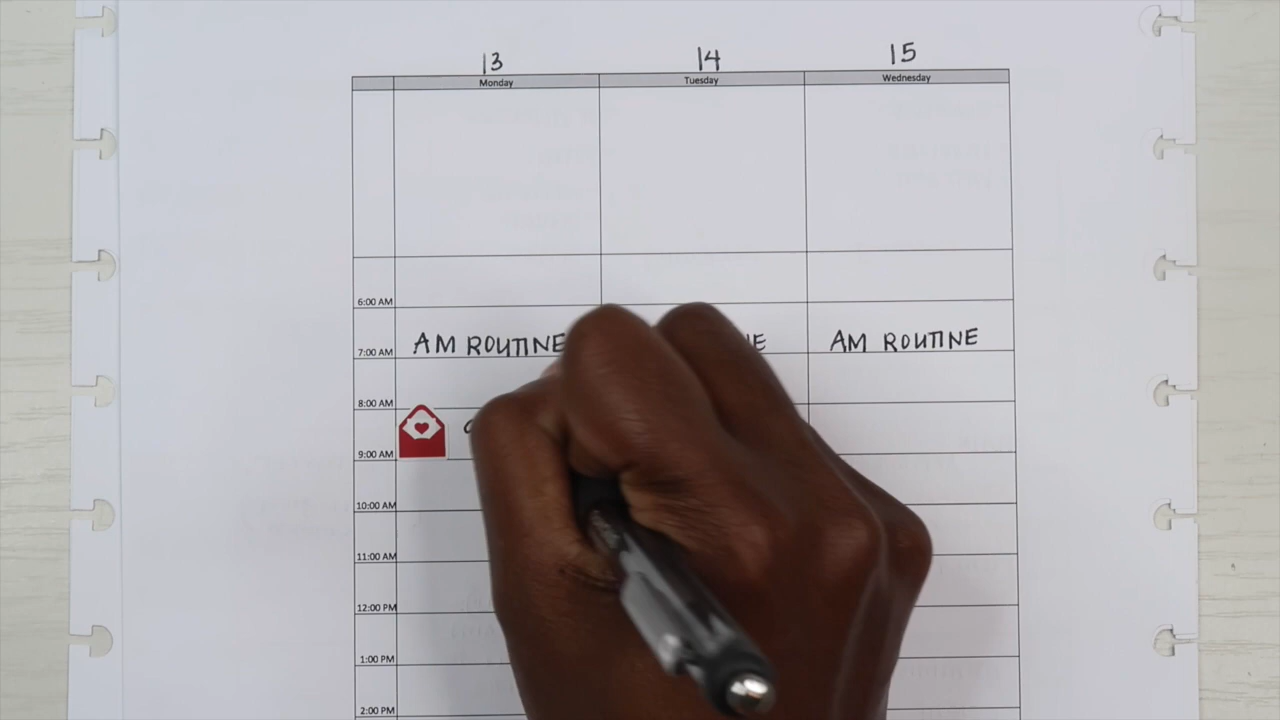 13 14 15
Monday Tuesday Wednesday
6:00 AM
7:00 AM AM ROUTINE AM ROUTINE
8:00 AM
9:00 AM
10:00 AM
11:00 AM
12:00 PM
1:00 PM
2:00 PM